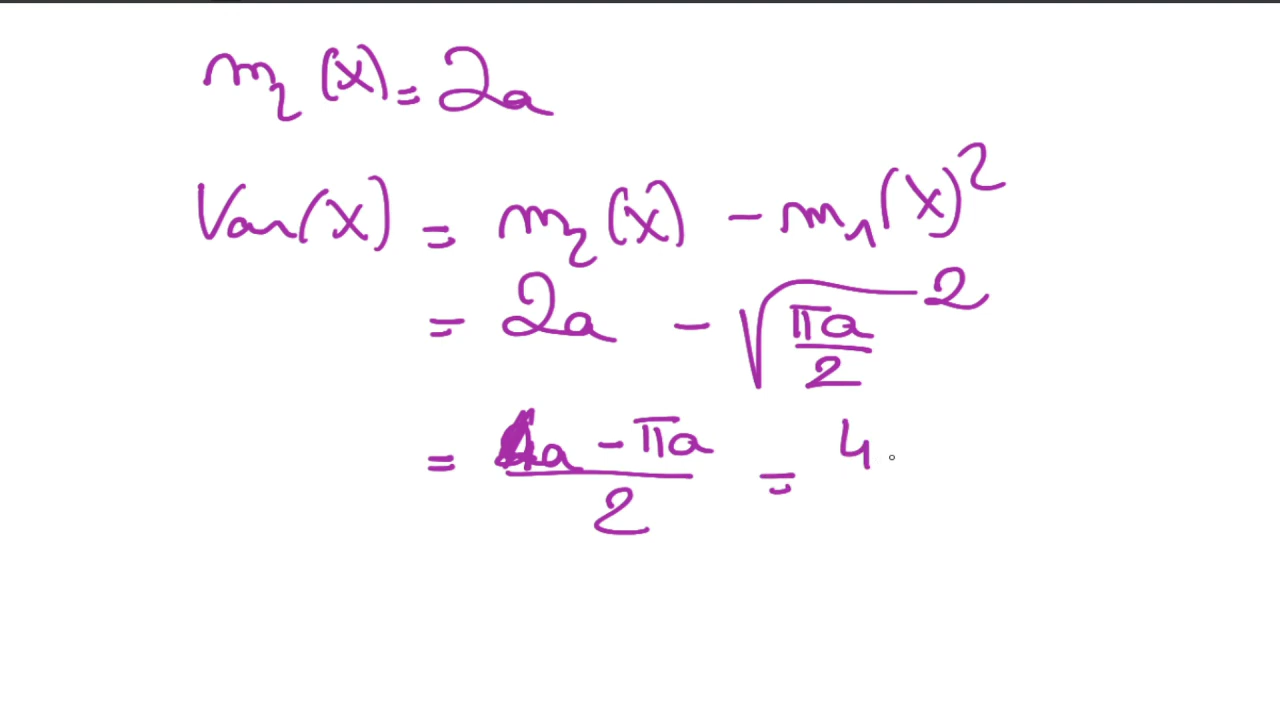 m₂(X) = 2a
Var(X) = m₂(X) - m₁(X)²
= 2a - √(πa/2)²
= (4a - πa)/2 = 4